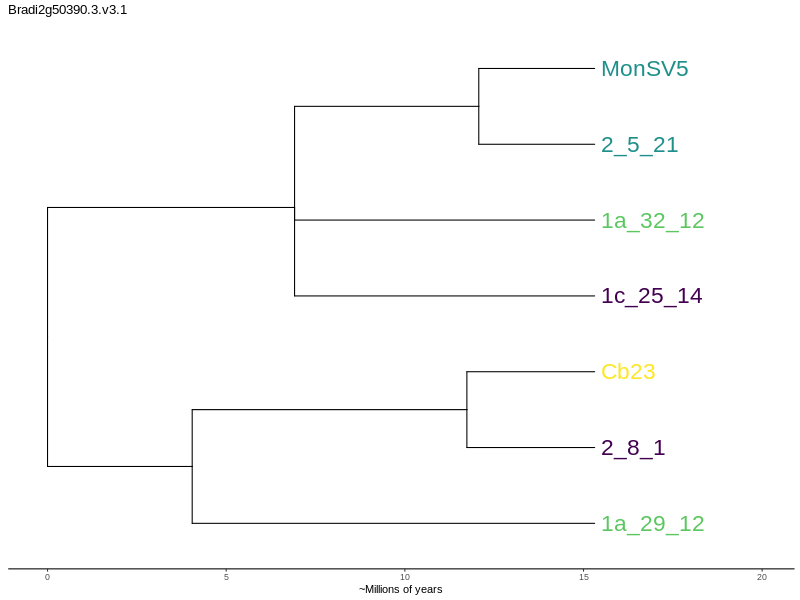 Bradi2g50390.3.v3.1
MonSV5
2_5_21
1a_32_12
1c_25_14
Cb23
2_8_1
1a_29_12
0 5 10 15 20
~Millions of years